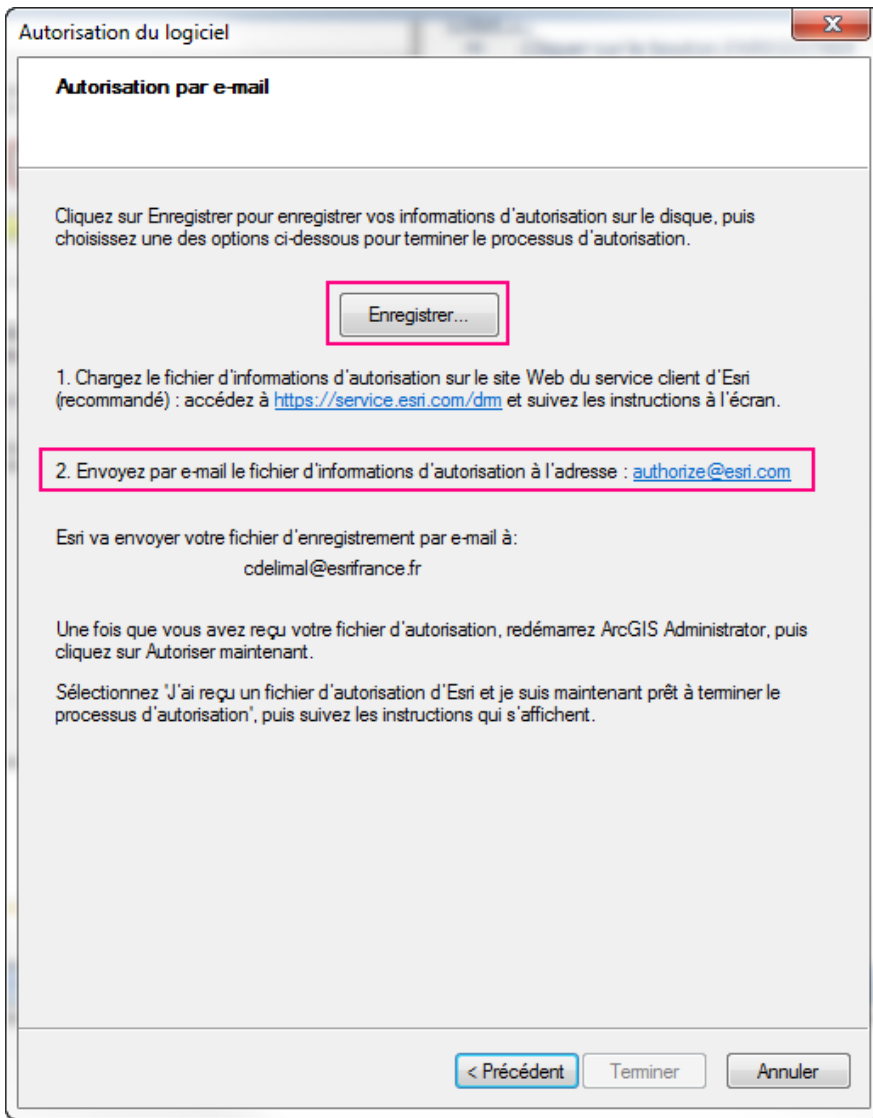 Autorisation du logiciel
Autorisation par e-mail
Cliquez sur Enregistrer pour enregistrer vos informations d'autorisation sur le disque, puis
choisissez une des options ci-dessous pour terminer le processus d'autorisation.
Enregistrer...
1. Chargez le fichier d'informations d'autorisation sur le site Web du service client d'Esri
(recommandé) : accédez à https://service.esri.com/drm et suivez les instructions à l'écran.
2. Envoyez par e-mail le fichier d'informations d'autorisation à l'adresse : authorize@esri.com
Esri va envoyer votre fichier d'enregistrement par e-mail à:
cdelimal@esrifrance.fr
Une fois que vous avez reçu votre fichier d'autorisation, redémarrez ArcGIS Administrator, puis
cliquez sur Autoriser maintenant.
Sélectionnez 'J'ai reçu un fichier d'autorisation d'Esri et je suis maintenant prêt à terminer le
processus d'autorisation', puis suivez les instructions qui s'affichent.
< Précédent Terminer Annuler